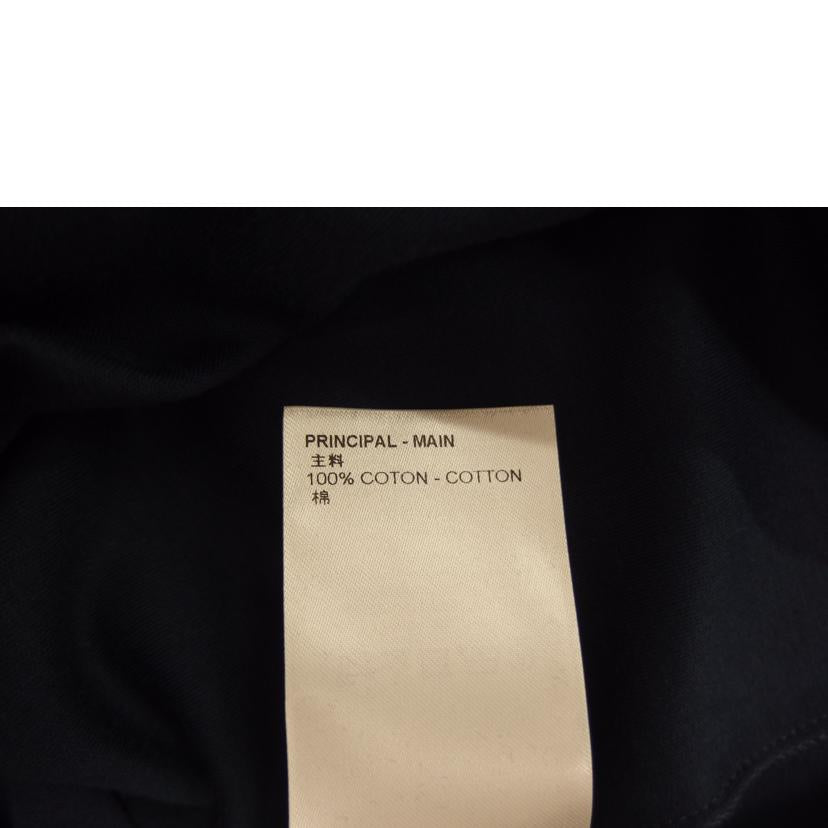 PRINCIPAL - MAIN
主料
100% COTON - COTTON
棉